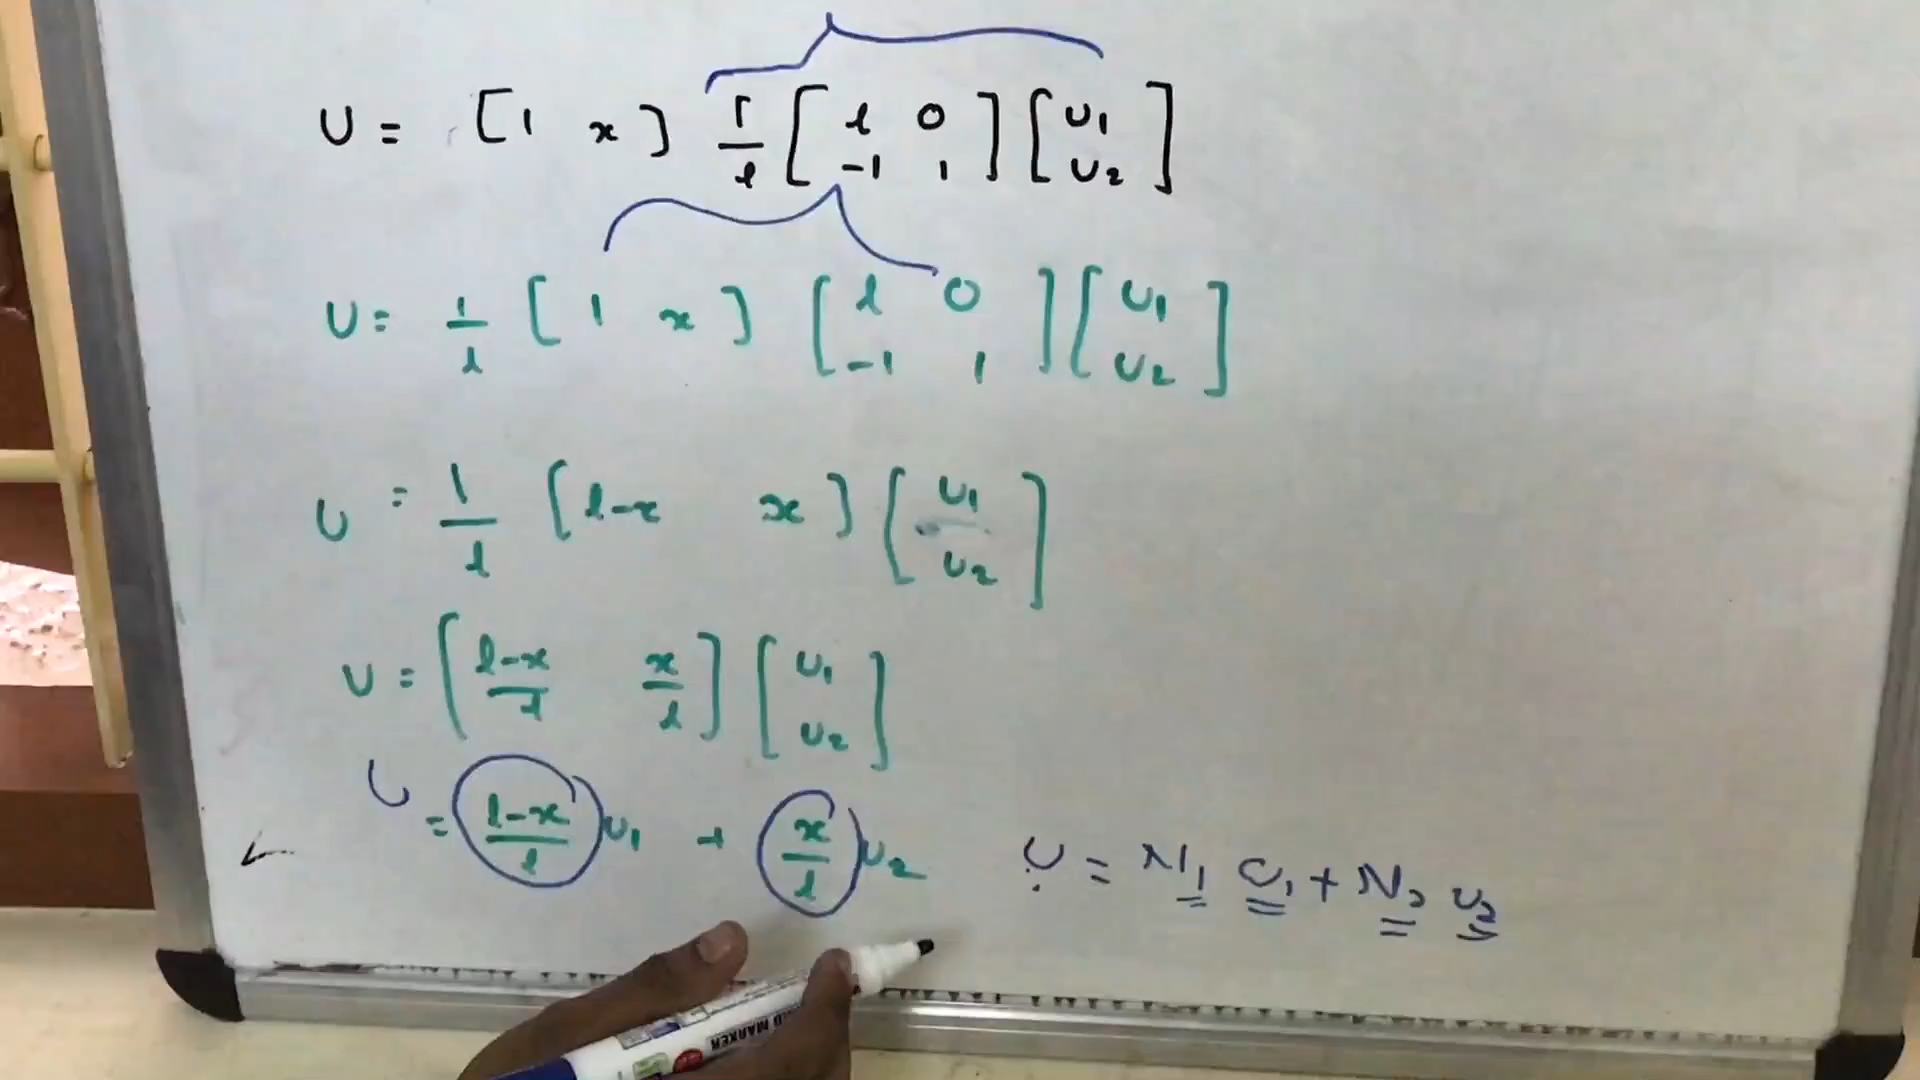 U = [1 x] 1/l [l 0 -1 1] [U1 U2]
U = 1/l [1 x] [l 0 -1 1] [U1 U2]
U = 1/l [l-x x] [U1 U2]
U = [l-x/l x/l] [U1 U2]
U = l-x/l U1 + x/l U2
U = N1 U1 + N2 U2
MARKER